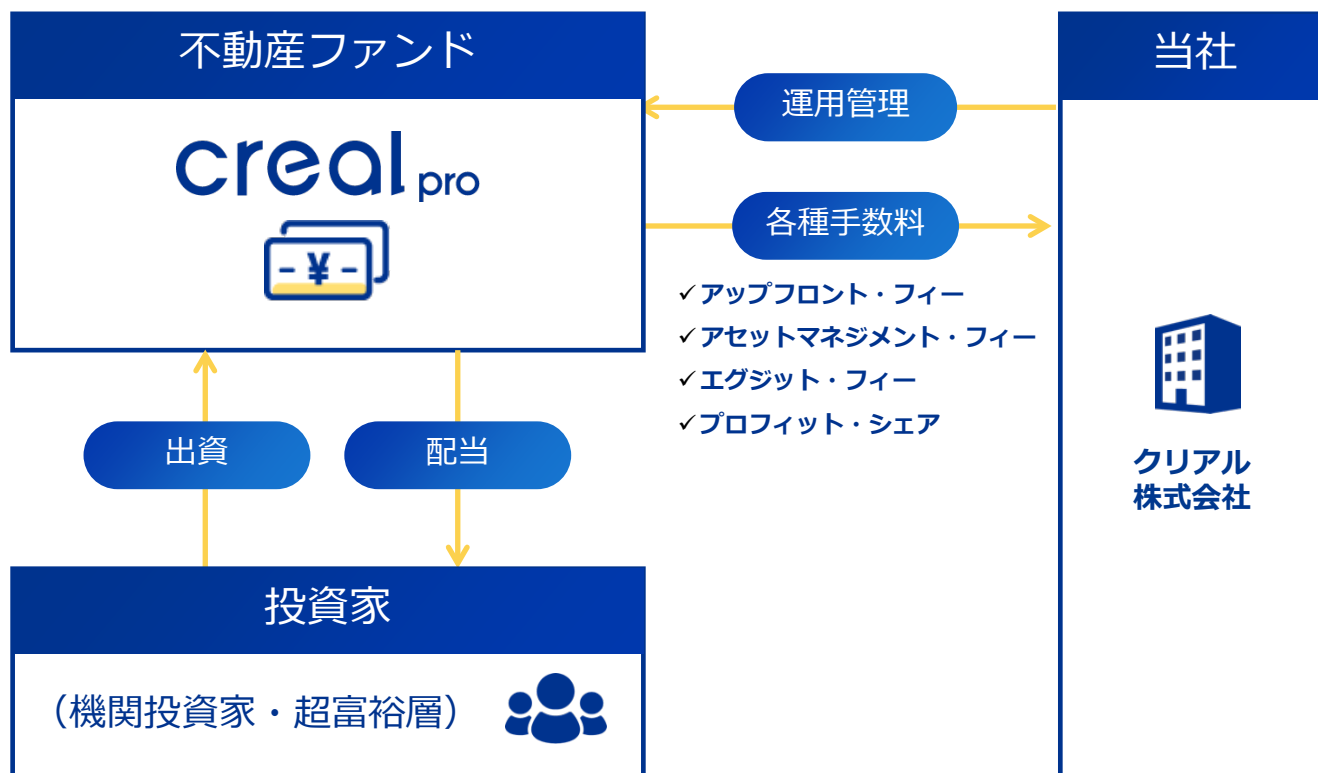 不動産ファンド
creal pro
- ¥ -
出資
配当
投資家
（機関投資家・超富裕層）
運用管理
各種手数料
✓アップフロント・フィー
✓アセットマネジメント・フィー
✓エグジット・フィー
✓プロフィット・シェア
当社
クリアル
株式会社